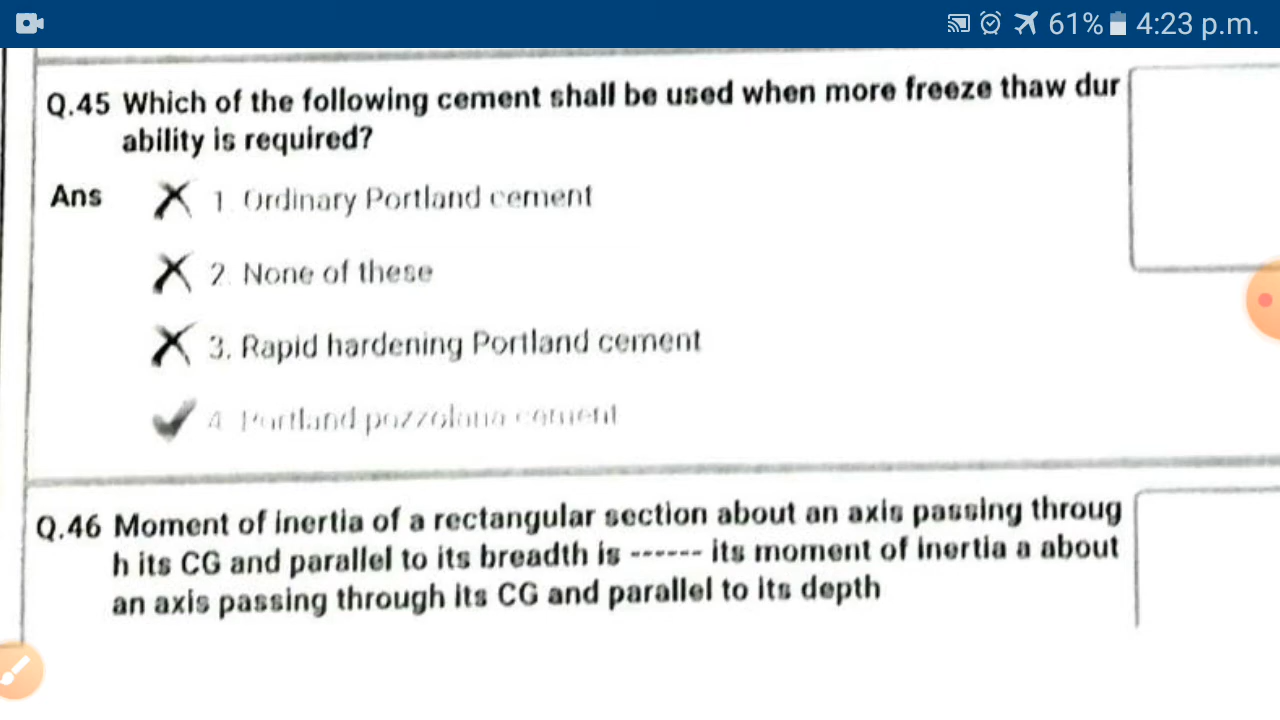 61% 4:23 p.m.
Q.45 Which of the following cement shall be used when more freeze thaw dur
ability is required?
Ans 1. Ordinary Portland cement
2. None of these
3. Rapid hardening Portland cement
4. Portland pozzolana cement
Q.46 Moment of inertia of a rectangular section about an axis passing throug
h its CG and parallel to its breadth is ------ its moment of inertia a about
an axis passing through its CG and parallel to its depth